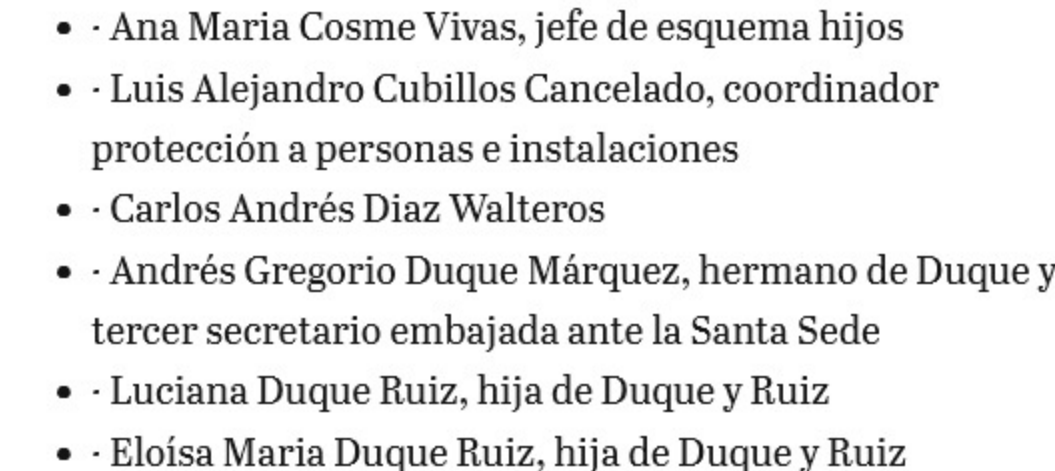 • · Ana Maria Cosme Vivas, jefe de esquema hijos
• · Luis Alejandro Cubillos Cancelado, coordinador
protección a personas e instalaciones
• · Carlos Andrés Diaz Walteros
• · Andrés Gregorio Duque Márquez, hermano de Duque y
tercer secretario embajada ante la Santa Sede
• · Luciana Duque Ruiz, hija de Duque y Ruiz
• · Eloísa Maria Duque Ruiz, hija de Duque y Ruiz